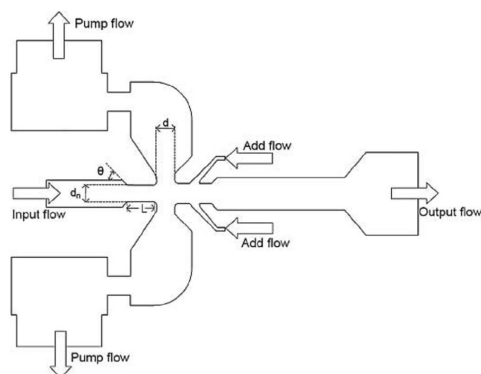 Pump flow
d
Add flow
θ
dn
Input flow
L
Output flow
Add flow
Pump flow